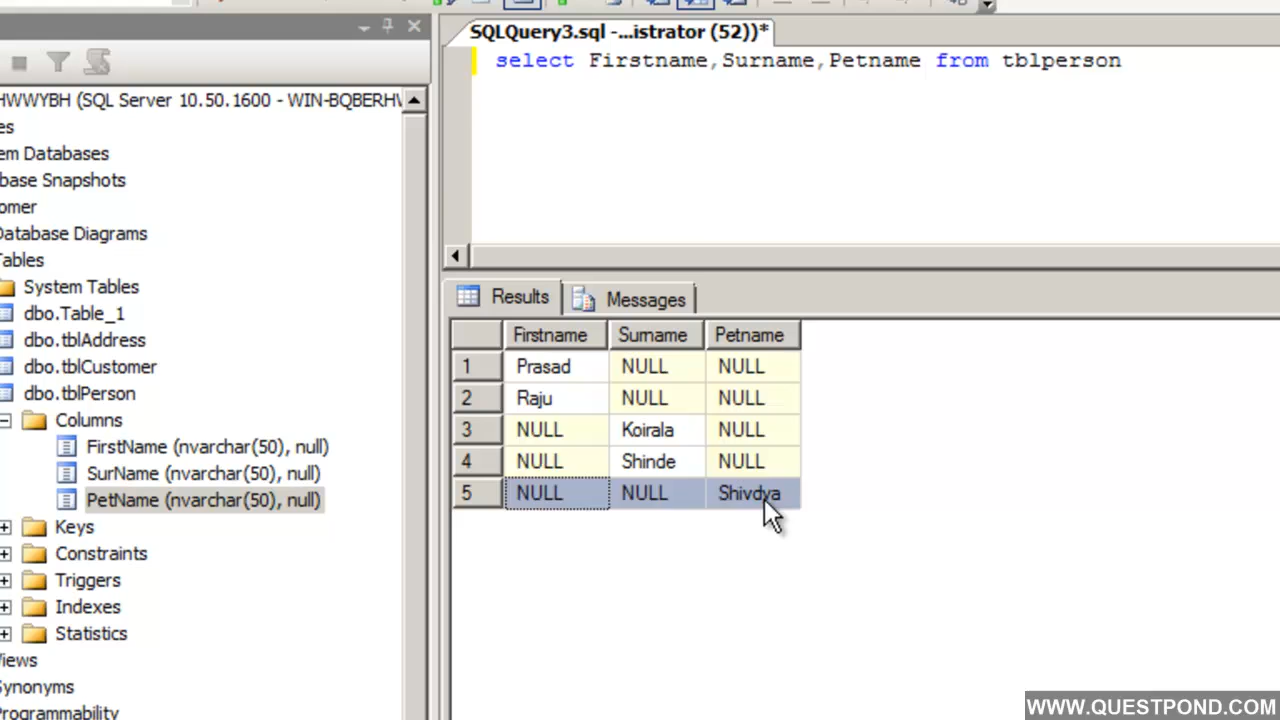 SQLQuery3.sql -...istrator (52))*
select Firstname,Surname,Petname from tblperson
HWWYBH (SQL Server 10.50.1600 - WIN-BQBERHV
es
em Databases
base Snapshots
omer
Database Diagrams
Tables
System Tables
dbo.Table_1
dbo.tblAddress
dbo.tblCustomer
dbo.tblPerson
Columns
FirstName (nvarchar(50), null)
SurName (nvarchar(50), null)
PetName (nvarchar(50), null)
Keys
Constraints
Triggers
Indexes
Statistics
Views
Synonyms
Programmability
Results Messages
Firstname Surname Petname
1 Prasad NULL NULL
2 Raju NULL NULL
3 NULL Koirala NULL
4 NULL Shinde NULL
5 NULL NULL Shivdya
WWW.QUESTPOND.COM